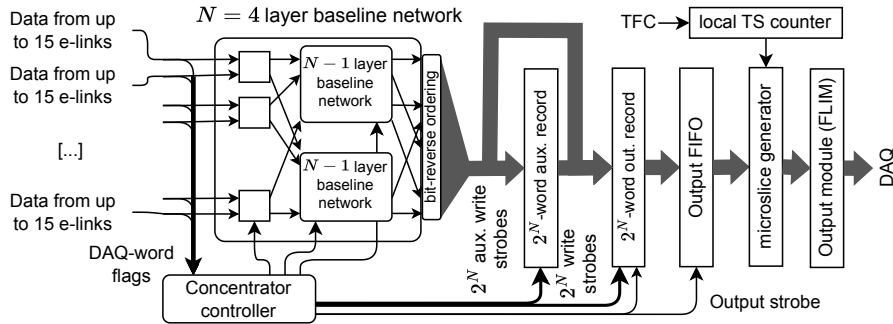 Data from up
to 15 e-links
Data from up
to 15 e-links
[...]
Data from up
to 15 e-links
N = 4 layer baseline network
N − 1 layer
baseline
network
N − 1 layer
baseline
network
bit-reverse ordering
DAQ-word
flags
Concentrator
controller
2^N aux. write
strobes
2^N-word aux. record
2^N write
strobes
2^N-word out. record
Output FIFO
Output strobe
TFC
local TS counter
microslice generator
Output module (FLIM)
DAQ